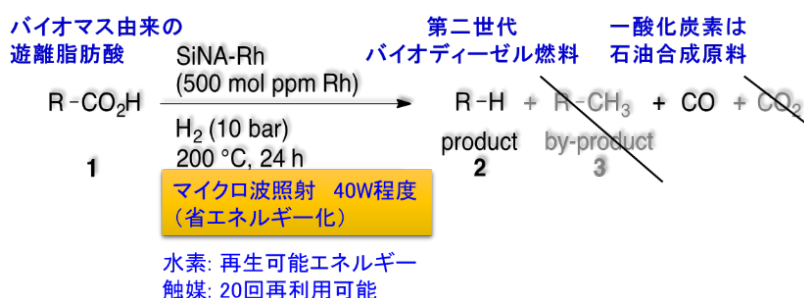 バイオマス由来の
遊離脂肪酸
第二世代
バイオディーゼル燃料
一酸化炭素は
石油合成原料
SiNA-Rh
(500 mol ppm Rh)
R-CO₂H
R-H + R-CH₃ + CO + CO₂
H₂ (10 bar)
200 °C, 24 h
product
by-product
1
2
3
マイクロ波照射 40W程度
(省エネルギー化)
水素: 再生可能エネルギー
触媒: 20回再利用可能